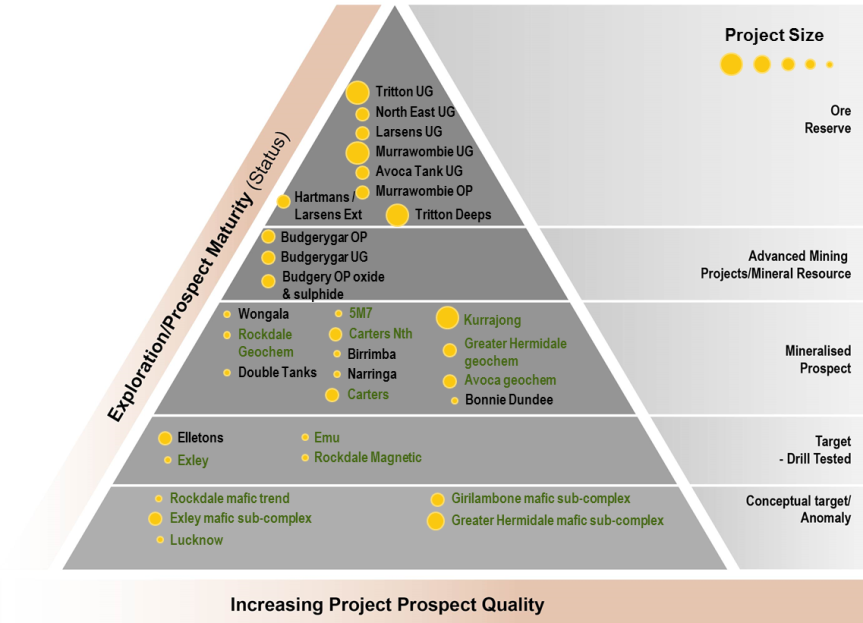 Project Size
Ore
Reserve
Tritton UG
North East UG
Larsens UG
Murrawombie UG
Avoca Tank UG
Murrawombie OP
Hartmans /
Larsens Ext
Tritton Deeps
Exploration/Prospect Maturity (Status)
Budgerygar OP
Budgerygar UG
Budgery OP oxide
& sulphide
Advanced Mining
Projects/Mineral Resource
Wongala
Rockdale
Geochem
Double Tanks
5M7
Carters Nth
Birrimba
Narringa
Carters
Kurrajong
Greater Hermidale
geochem
Avoca geochem
Bonnie Dundee
Mineralised
Prospect
Elletons
Exley
Emu
Rockdale Magnetic
Target
- Drill Tested
Rockdale mafic trend
Exley mafic sub-complex
Lucknow
Girilambone mafic sub-complex
Greater Hermidale mafic sub-complex
Conceptual target/
Anomaly
Increasing Project Prospect Quality